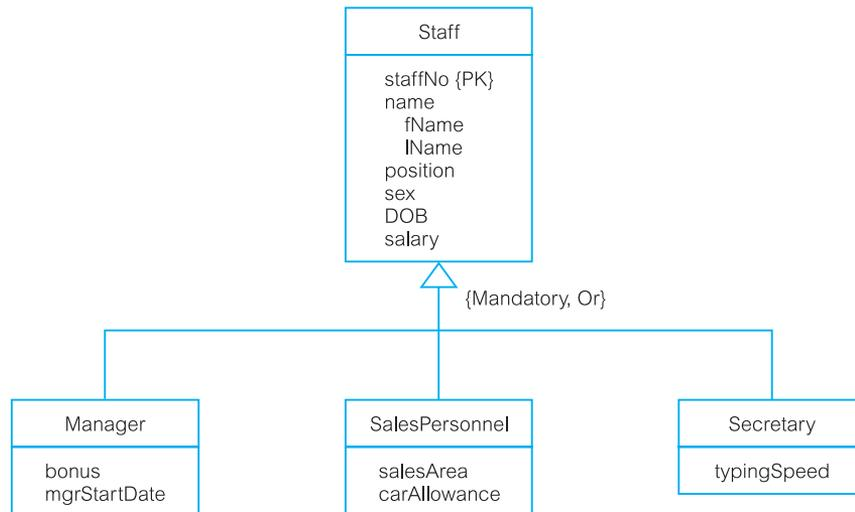 Staff
staffNo {PK}
name
fName
lName
position
sex
DOB
salary
{Mandatory, Or}
Manager
bonus
mgrStartDate
SalesPersonnel
salesArea
carAllowance
Secretary
typingSpeed